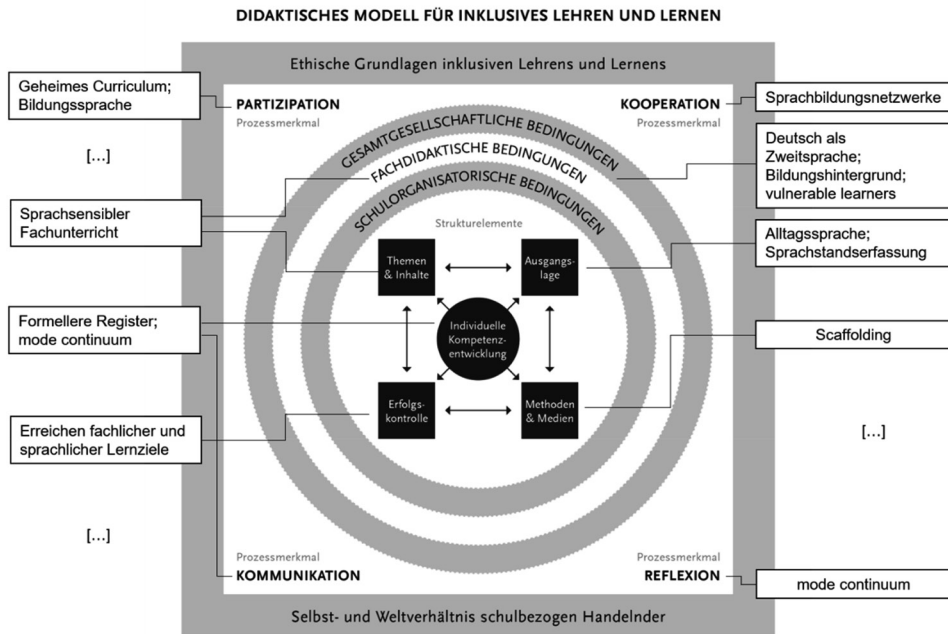 DIDAKTISCHES MODELL FÜR INKLUSIVES LEHREN UND LERNEN
Ethische Grundlagen inklusiven Lehrens und Lernens
Geheimes Curriculum;
Bildungssprache
[...]
Sprachsensibler
Fachunterricht
Formellere Register;
mode continuum
Erreichen fachlicher und
sprachlicher Lernziele
[...]
PARTIZIPATION
Prozessmerkmal
KOOPERATION
Prozessmerkmal
GESAMTGESELLSCHAFTLICHE BEDINGUNGEN
FACHDIDAKTISCHE BEDINGUNGEN
SCHULORGANISATORISCHE BEDINGUNGEN
Strukturelemente
Themen
& Inhalte
Ausgangs-
lage
Individuelle
Kompetenz-
entwicklung
Erfolgs-
kontrolle
Methoden
& Medien
Prozessmerkmal
KOMMUNIKATION
Prozessmerkmal
REFLEXION
Sprachbildungsnetzwerke
Deutsch als
Zweitsprache;
Bildungshintergrund;
vulnerable learners
Alltagssprache;
Sprachstandserfassung
Scaffolding
[...]
mode continuum
Selbst- und Weltverhältnis schulbezogen Handelnder